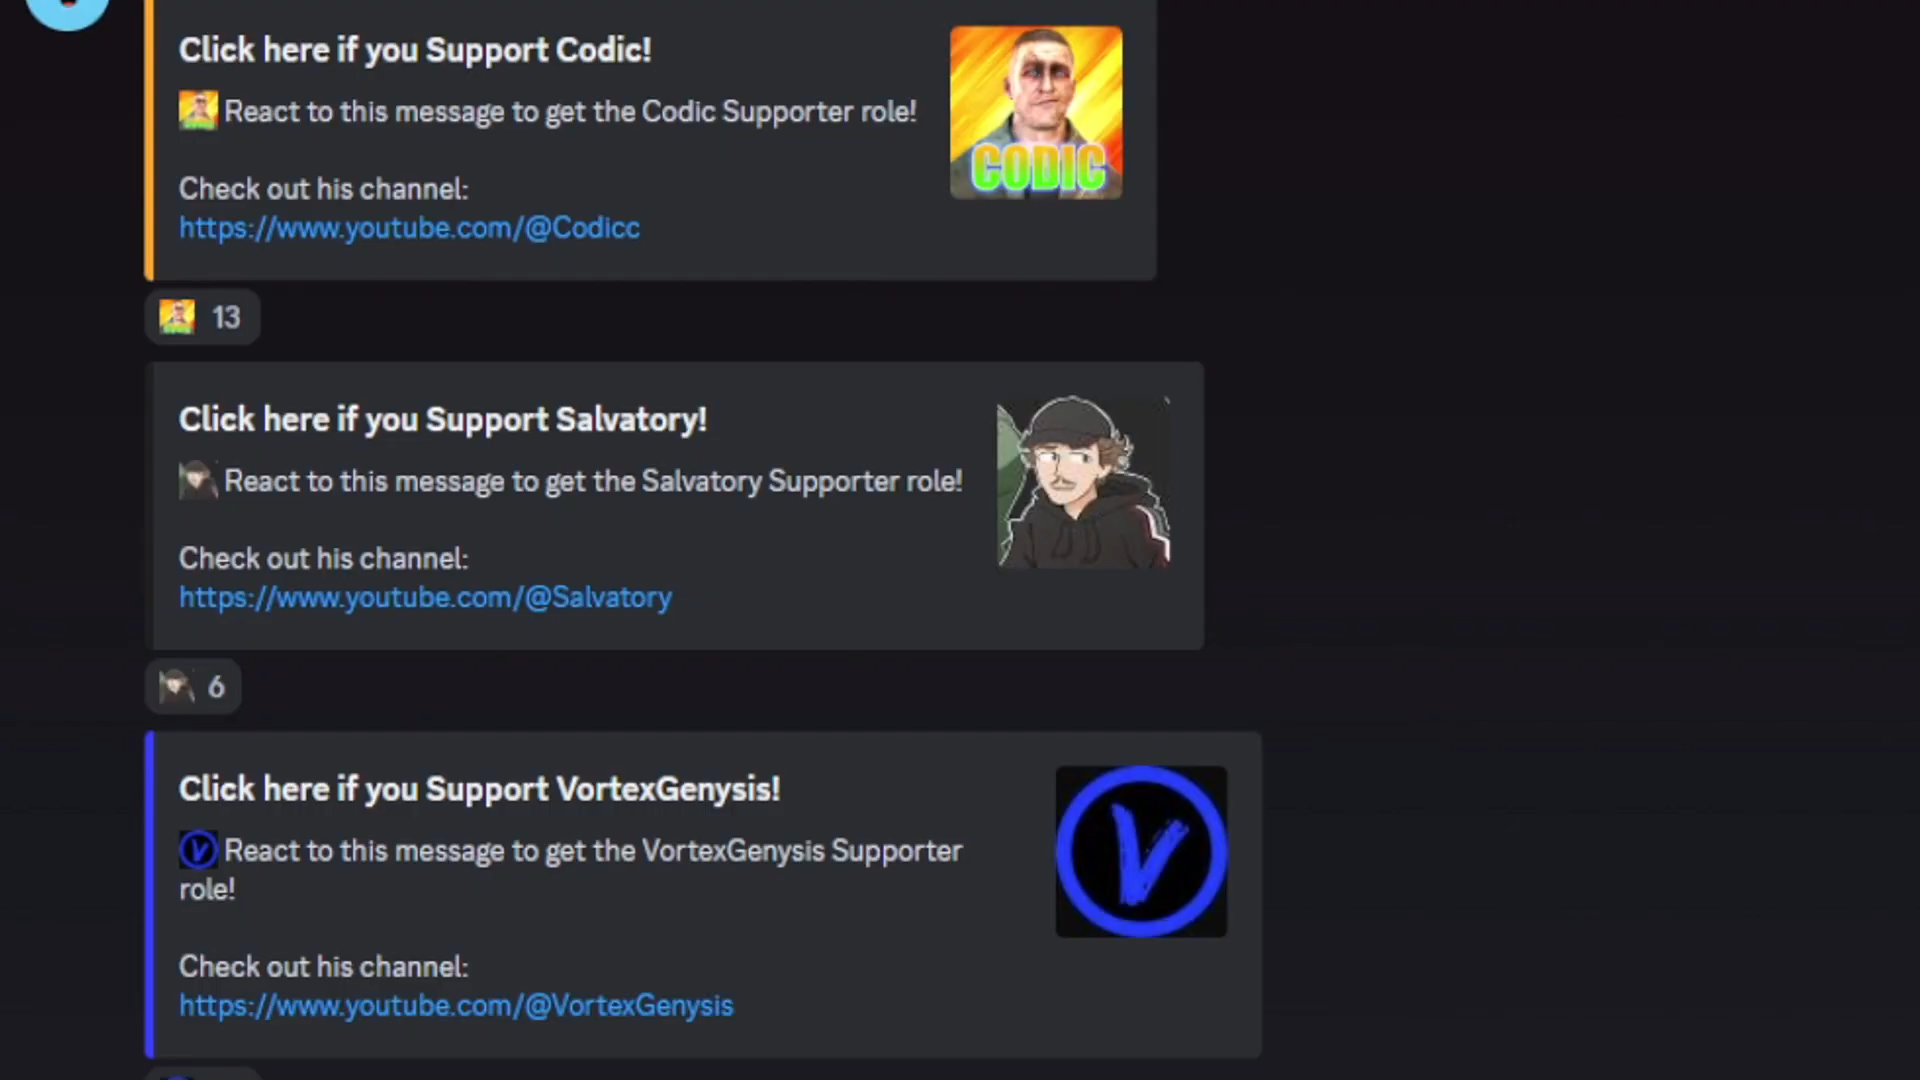 Click here if you Support Codic!
React to this message to get the Codic Supporter role!
CODIC
Check out his channel:
https://www.youtube.com/@Codicc
13
Click here if you Support Salvatory!
React to this message to get the Salvatory Supporter role!
Check out his channel:
https://www.youtube.com/@Salvatory
6
Click here if you Support VortexGenysis!
V
V React to this message to get the VortexGenysis Supporter
role!
Check out his channel:
https://www.youtube.com/@VortexGenysis